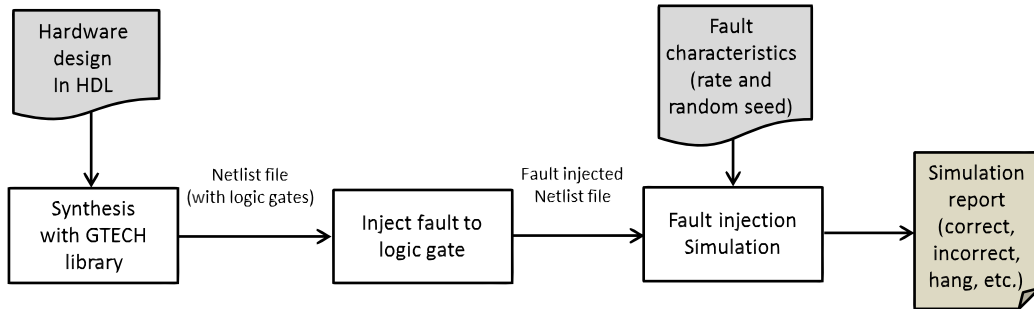 Hardware
design
In HDL
Fault
characteristics
(rate and
random seed)
Netlist file
(with logic gates)
Fault injected
Netlist file
Synthesis
with GTECH
library
Inject fault to
logic gate
Fault injection
Simulation
Simulation
report
(correct,
incorrect,
hang, etc.)